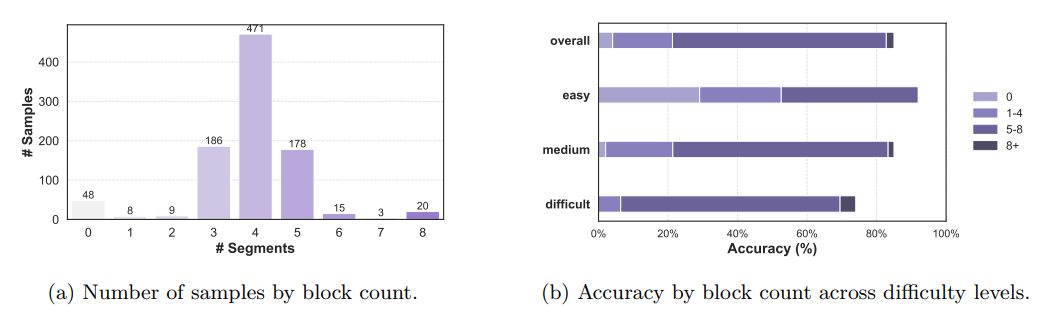 471
400
300
200
186
178
100
48
8
9
15
3
20
0
0 1 2 3 4 5 6 7 8
# Samples
# Segments
(a) Number of samples by block count.
overall
easy
medium
difficult
0% 20% 40% 60% 80% 100%
Accuracy (%)
0
1-4
5-8
8+
(b) Accuracy by block count across difficulty levels.